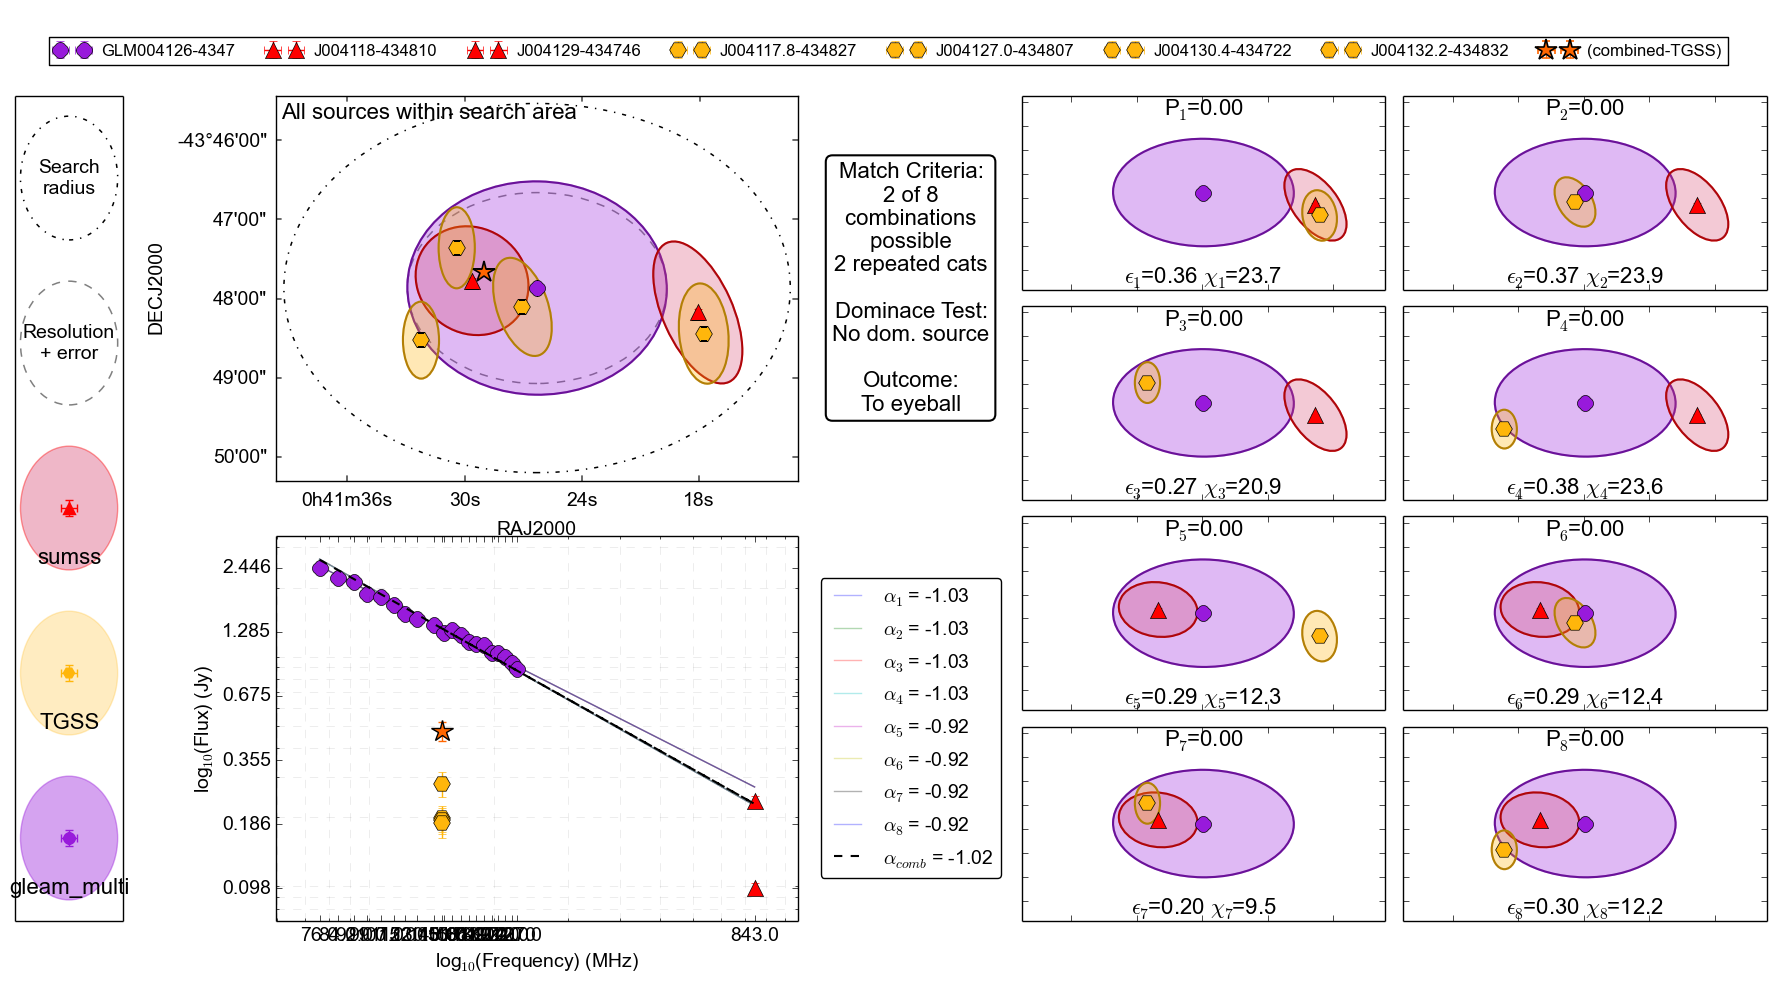 GLM004126-4347 J004118-434810 J004129-434746 J004117.8-434827 J004127.0-434807 J004130.4-434722 J004132.2-434832 (combined-TGSS)
Search
radius
Resolution
+ error
sumss
TGSS
gleam_multi
All sources within search area
DECJ2000
-43°46'00"
47'00"
48'00"
49'00"
50'00"
0h41m36s 30s 24s 18s
RAJ2000
Match Criteria:
2 of 8
combinations
possible
2 repeated cats
Dominace Test:
No dom. source
Outcome:
To eyeball
log₁₀(Flux) (Jy)
2.446
1.285
0.675
0.355
0.186
0.098
843.0
log₁₀(Frequency) (MHz)
α₁ = -1.03
α₂ = -1.03
α₃ = -1.03
α₄ = -1.03
α₅ = -0.92
α₆ = -0.92
α₇ = -0.92
α₈ = -0.92
α_comb = -1.02
P₁=0.00
ϵ₁=0.36 χ₁=23.7
P₂=0.00
ϵ₂=0.37 χ₂=23.9
P₃=0.00
ϵ₃=0.27 χ₃=20.9
P₄=0.00
ϵ₄=0.38 χ₄=23.6
P₅=0.00
ϵ₅=0.29 χ₅=12.3
P₆=0.00
ϵ₆=0.29 χ₆=12.4
P₇=0.00
ϵ₇=0.20 χ₇=9.5
P₈=0.00
ϵ₈=0.30 χ₈=12.2